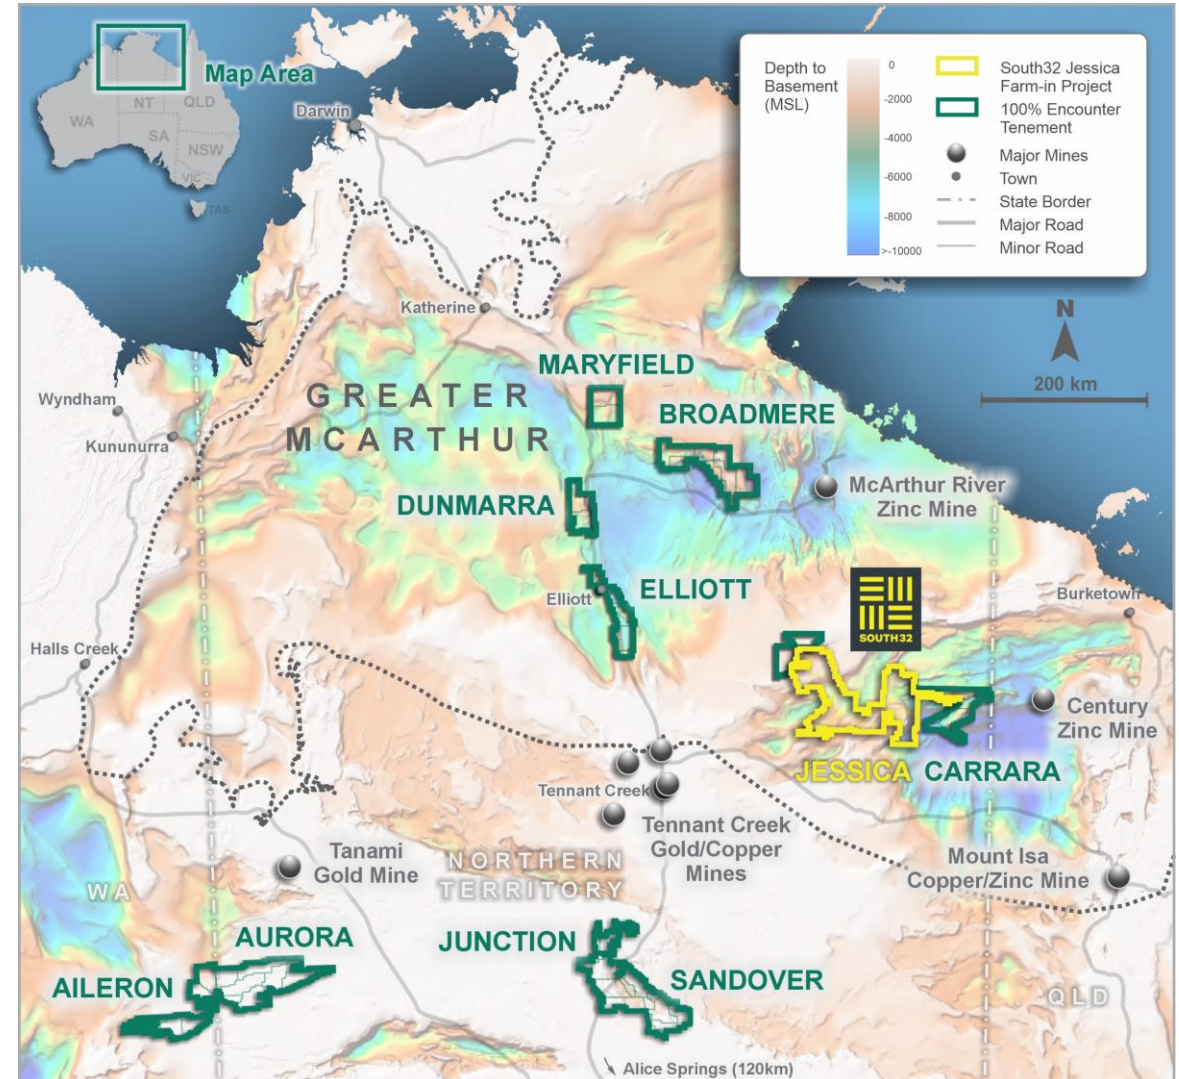 Map Area
WA
NT
QLD
SA
NSW
VIC
TAS
Darwin
Depth to
Basement
(MSL)
0
-2000
-4000
-6000
-8000
>-10000
South32 Jessica
Farm-in Project
100% Encounter
Tenement
Major Mines
Town
State Border
Major Road
Minor Road
N
200 km
Katherine
MARYFIELD
GREATER
MCARTHUR
BROADMERE
Wyndham
Kununurra
DUNMARRA
McArthur River
Zinc Mine
Elliott
ELLIOTT
SOUTH32
Burketown
Halls Creek
Century
Zinc Mine
JESSICA
CARRARA
Tennant Creek
Tennant Creek
Gold/Copper
Mines
Tanami
Gold Mine
NORTHERN
TERRITORY
Mount Isa
Copper/Zinc Mine
WA
AURORA
AILERON
JUNCTION
SANDOVER
QLD
Alice Springs (120km)